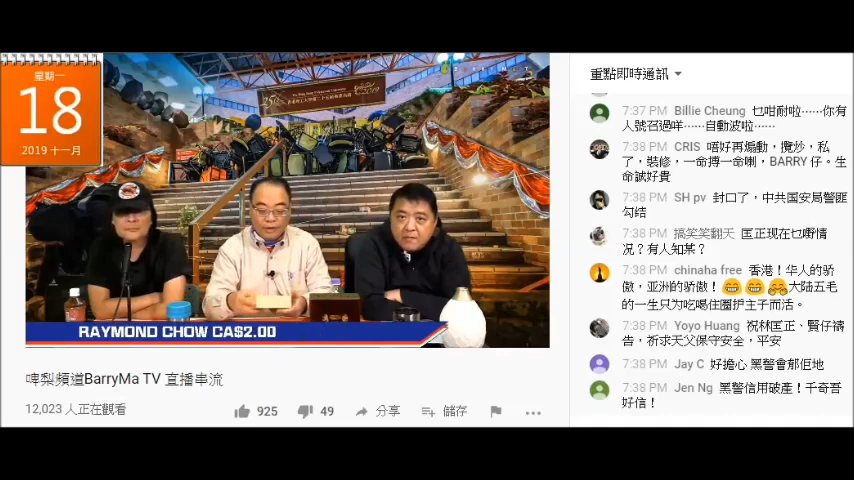 星期一
18
2019 十一月
RAYMOND CHOW CA$2.00
啤梨頻道BarryMa TV 直播串流
12,023 人正在觀看
925
49
分享
儲存
重點即時通訊
7:37 PM Billie Cheung 乜咁耐啦……你有
人號召過咩……自動波啦……
7:38 PM CRIS 唔好再煽動，攬炒，私
了，裝修，一命搏一命喇，BARRY 仔。生
命誠好貴
7:38 PM SH pv 封口了，中共国安局警匪
勾结
7:38 PM 搞笑笑翻天 匡正现在乜嘢情
况？有人知某？
7:38 PM chinaha free 香港！华人的骄
傲，亚洲的骄傲！😁😁🤗大陆五毛
的一生只为吃喝住圈护主子而活。
7:38 PM Yoyo Huang 祝林匡正、賢仔禱
告，祈求天父保守安全，平安
7:38 PM Jay C 好擔心 黑警會郁佢地
7:38 PM Jen Ng 黑警信用破產！千奇吾
好信！